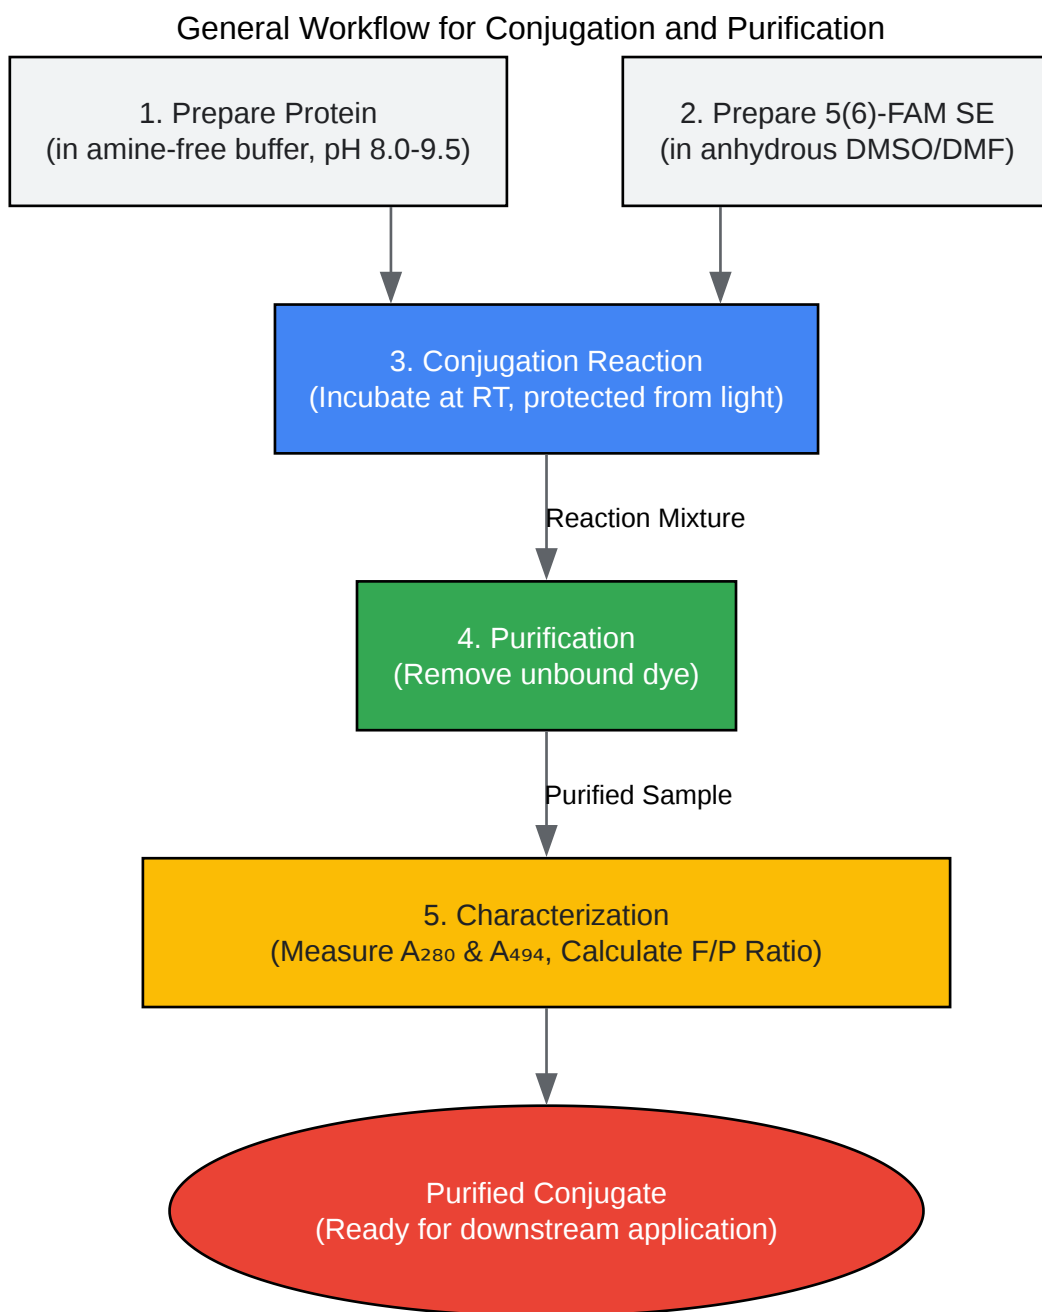 General Workflow for Conjugation and Purification
1. Prepare Protein
(in amine-free buffer, pH 8.0-9.5)
2. Prepare 5(6)-FAM SE
(in anhydrous DMSO/DMF)
3. Conjugation Reaction
(Incubate at RT, protected from light)
Reaction Mixture
4. Purification
(Remove unbound dye)
Purified Sample
5. Characterization
(Measure A₂₈₀ & A₄₉₄, Calculate F/P Ratio)
Purified Conjugate
(Ready for downstream application)